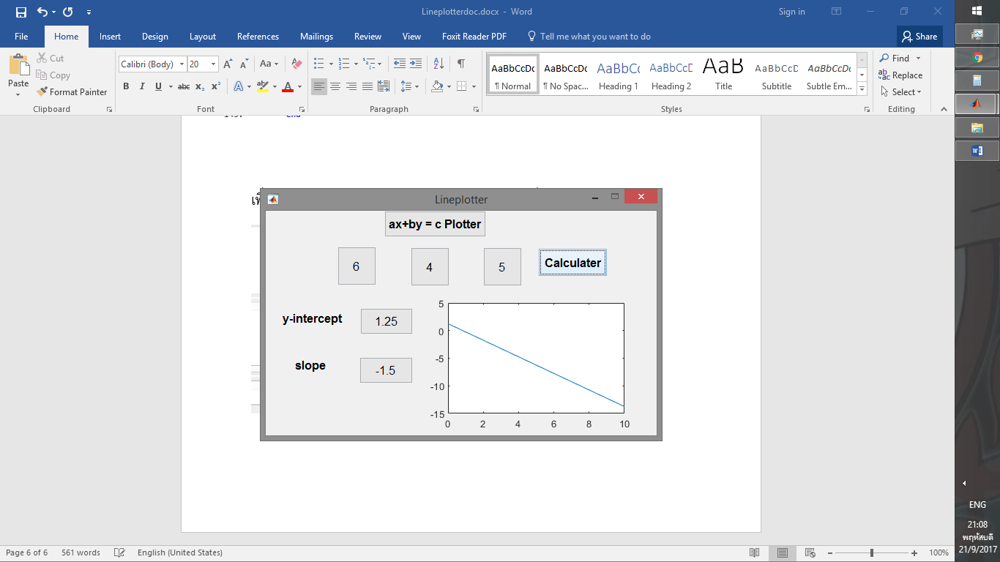 Lineplotterdoc.docx - Word
Sign in
File Home Insert Design Layout References Mailings Review View Foxit Reader PDF Tell me what you want to do Share
Paste
Cut
Copy
Format Painter
Clipboard
Calibri (Body) 20
Aa
B I U abc x₂ x² A ab A
Font
Paragraph
AaBbCcDc AaBbCcDc AaBbCc AaBbCcD AaB AaBbCcD AaBbCcDc
¶ Normal ¶ No Spac... Heading 1 Heading 2 Title Subtitle Subtle Em...
Styles
Find
Replace
Select
Editing
Lineplotter
ax+by = c Plotter
6 4 5 Calculater
y-intercept 1.25
slope -1.5
5
0
-5
-10
-15
0 2 4 6 8 10
ENG
21:08
พฤหัสบดี
21/9/2017
Page 6 of 6 561 words English (United States) 100%